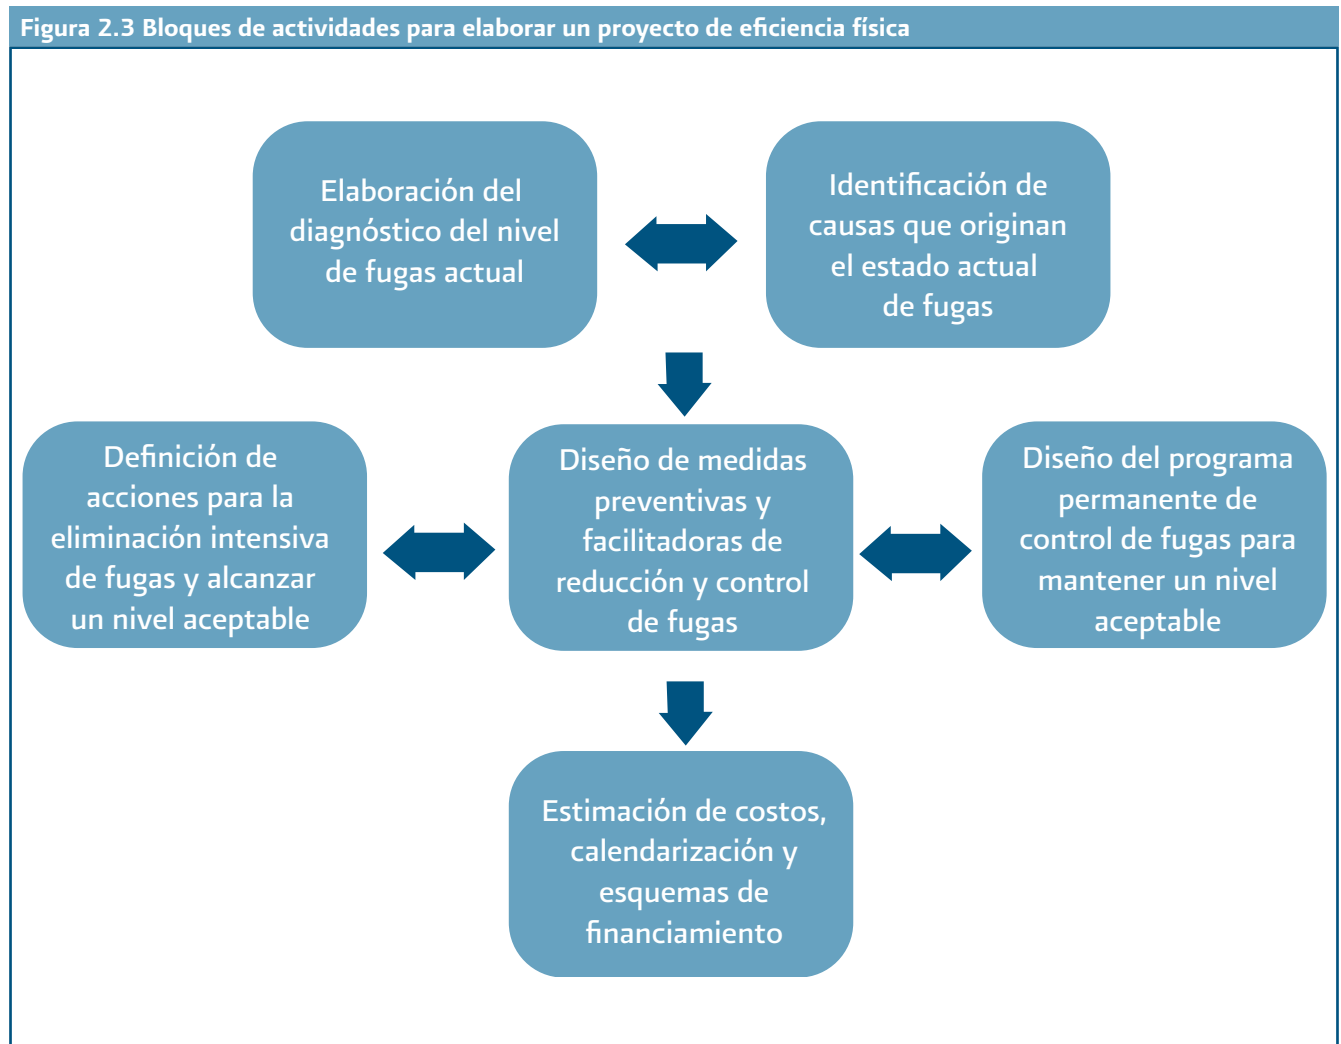 Figura 2.3 Bloques de actividades para elaborar un proyecto de eficiencia física
Elaboración del
diagnóstico del nivel
de fugas actual
Identificación de
causas que originan
el estado actual
de fugas
Definición de
acciones para la
eliminación intensiva
de fugas y alcanzar
un nivel aceptable
Diseño de medidas
preventivas y
facilitadoras de
reducción y control
de fugas
Diseño del programa
permanente de
control de fugas para
mantener un nivel
aceptable
Estimación de costos,
calendarización y
esquemas de
financiamiento